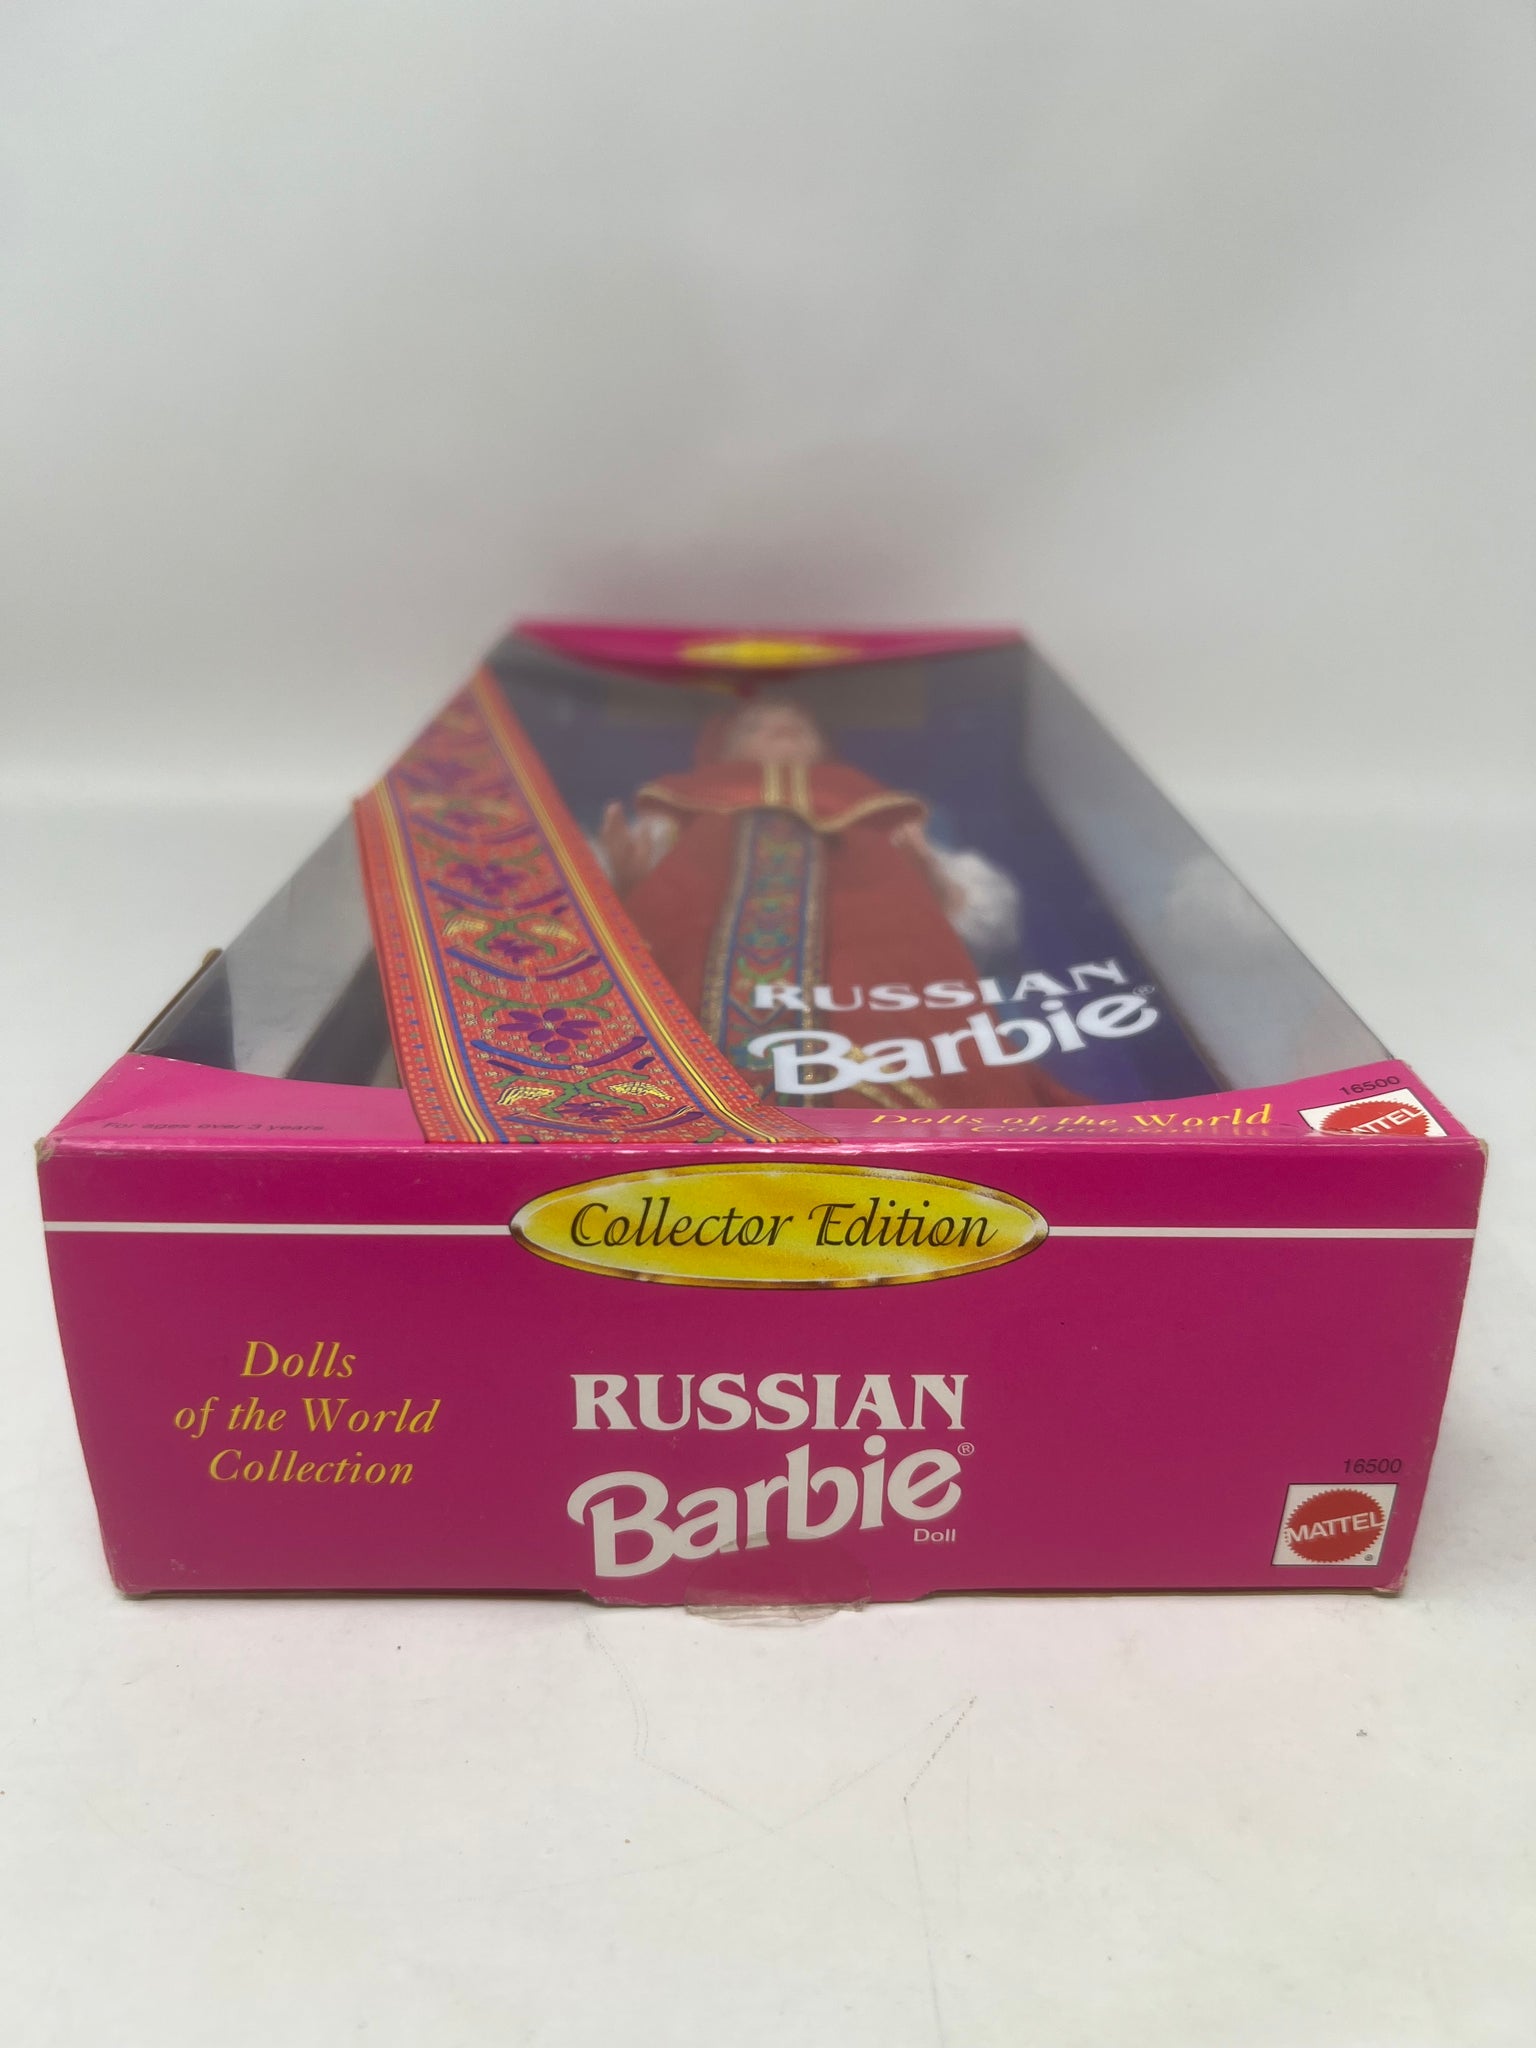 RUSSIAN
Barbie®
16500
For ages over 3 years.
Dolls of the World
Collection
MATTEL
Collector Edition
Dolls
of the World
Collection
RUSSIAN
Barbie®
Doll
16500
MATTEL
®